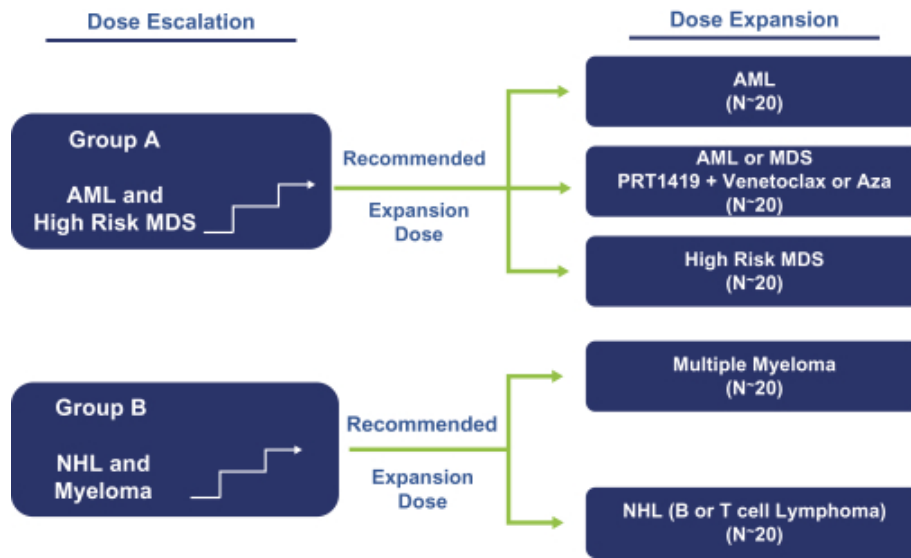 Dose Escalation
Dose Expansion
Group A
AML and
High Risk MDS
Recommended
Expansion
Dose
AML
(N~20)
AML or MDS
PRT1419 + Venetoclax or Aza
(N~20)
High Risk MDS
(N~20)
Group B
NHL and
Myeloma
Recommended
Expansion
Dose
Multiple Myeloma
(N~20)
NHL (B or T cell Lymphoma)
(N~20)